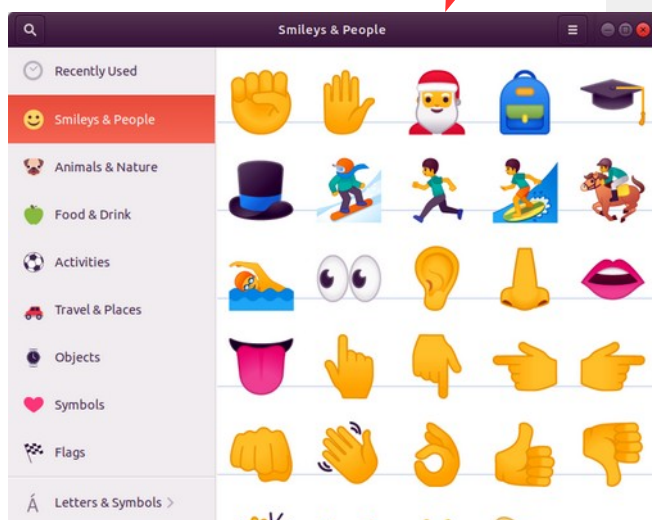 Smileys & People
Recently Used
Smileys & People
Animals & Nature
Food & Drink
Activities
Travel & Places
Objects
Symbols
Flags
Á Letters & Symbols >